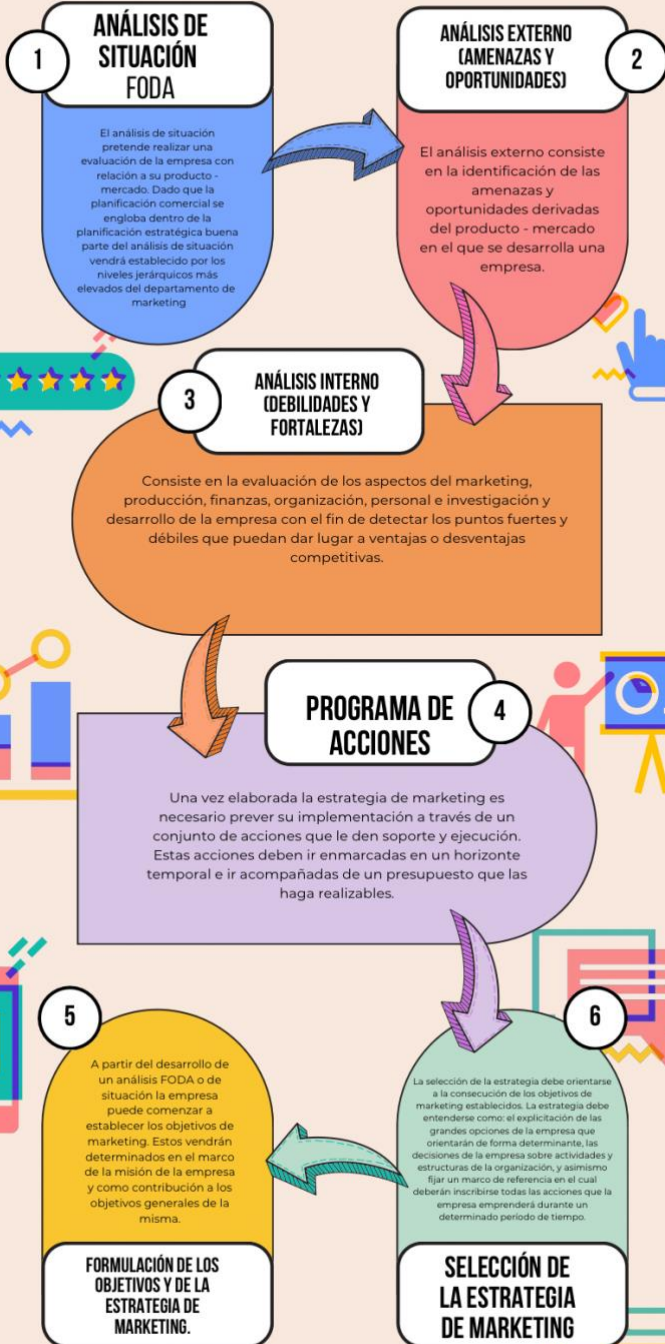 1
ANÁLISIS DE
SITUACIÓN
FODA
El análisis de situación
pretende realizar una
evaluación de la empresa con
relación a su producto -
mercado. Dado que la
planificación comercial se
engloba dentro de la
planificación estratégica buena
parte del análisis de situación
vendrá establecido por los
niveles jerárquicos más
elevados del departamento de
marketing
2
ANÁLISIS EXTERNO
(AMENAZAS Y
OPORTUNIDADES)
El análisis externo consiste
en la identificación de las
amenazas y
oportunidades derivadas
del producto - mercado
en el que se desarrolla una
empresa.
3
ANÁLISIS INTERNO
(DEBILIDADES Y
FORTALEZAS)
Consiste en la evaluación de los aspectos del marketing,
producción, finanzas, organización, personal e investigación y
desarrollo de la empresa con el fin de detectar los puntos fuertes y
débiles que puedan dar lugar a ventajas o desventajas
competitivas.
PROGRAMA DE
ACCIONES
4
Una vez elaborada la estrategia de marketing es
necesario prever su implementación a través de un
conjunto de acciones que le den soporte y ejecución.
Estas acciones deben ir enmarcadas en un horizonte
temporal e ir acompañadas de un presupuesto que las
haga realizables.
5
A partir del desarrollo de
un análisis FODA o de
situación la empresa
puede comenzar a
establecer los objetivos de
marketing. Estos vendrán
determinados en el marco
de la misión de la empresa
y como contribución a los
objetivos generales de la
misma.
FORMULACIÓN DE LOS
OBJETIVOS Y DE LA
ESTRATEGIA DE
MARKETING.
6
La selección de la estrategia debe orientarse
a la consecución de los objetivos de
marketing establecidos. La estrategia debe
entenderse como: el explicitación de las
grandes opciones de la empresa que
orientarán de forma determinante, las
decisiones de la empresa sobre actividades y
estructuras de la organización, y asimismo
fijar un marco de referencia en el cual
deberán inscribirse todas las acciones que la
empresa emprenderá durante un
determinado período de tiempo.
SELECCIÓN DE
LA ESTRATEGIA
DE MARKETING